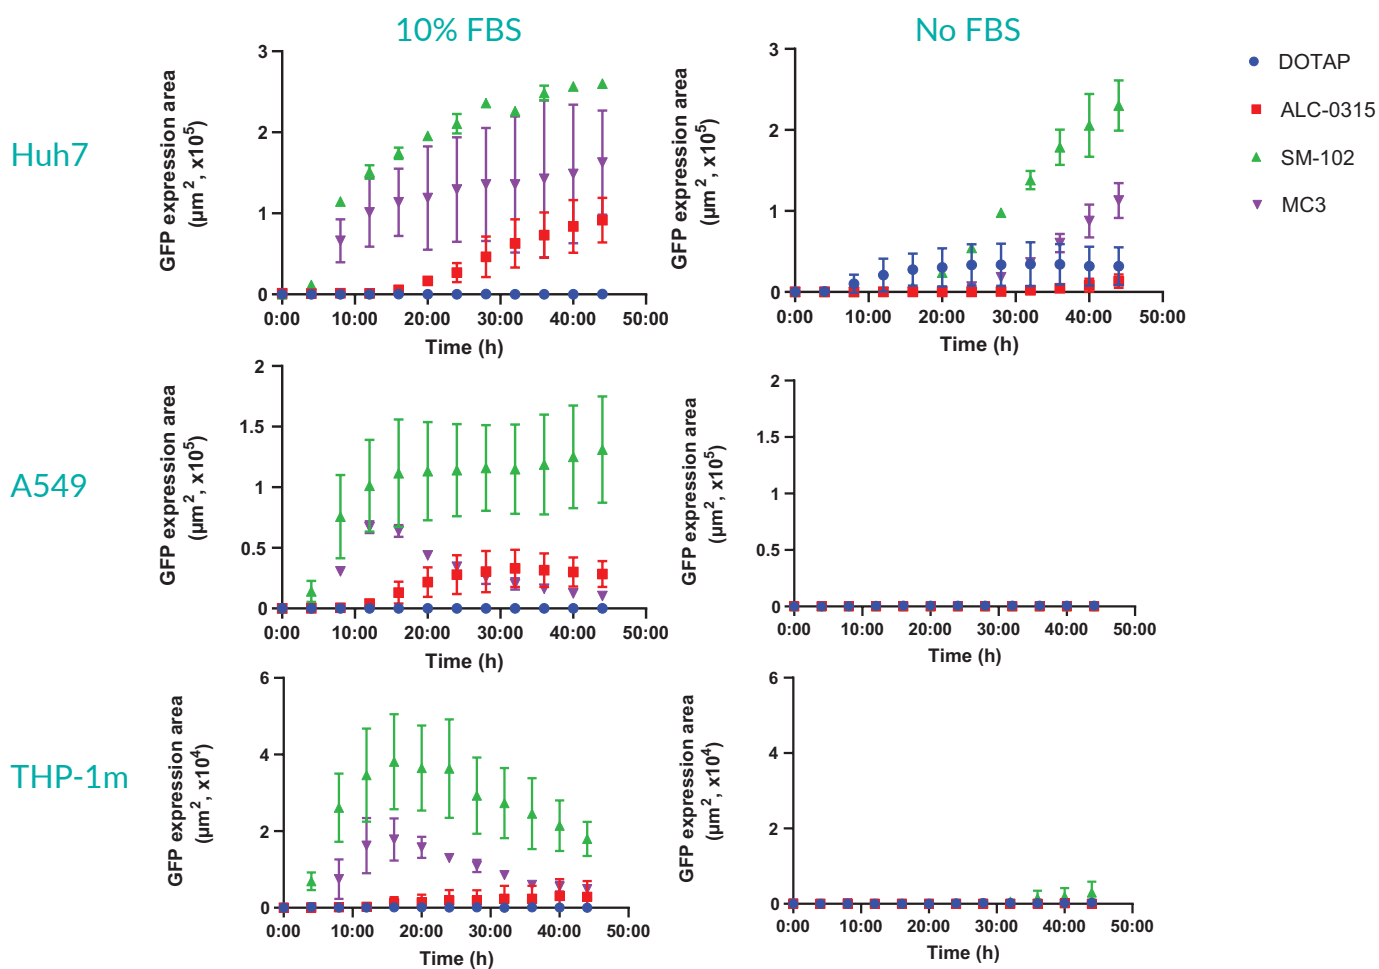 10% FBS
No FBS
DOTAP
ALC-0315
SM-102
MC3
Huh7
GFP expression area
(µm², x10⁵)
3
2
1
0
0:00 10:00 20:00 30:00 40:00 50:00
Time (h)
GFP expression area
(µm², x10⁵)
3
2
1
0
0:00 10:00 20:00 30:00 40:00 50:00
Time (h)
A549
GFP expression area
(µm², x10⁵)
2
1.5
1
0.5
0
0:00 10:00 20:00 30:00 40:00 50:00
Time (h)
GFP expression area
(µm², x10⁵)
2
1.5
1
0.5
0
0:00 10:00 20:00 30:00 40:00 50:00
Time (h)
THP-1m
GFP expression area
(µm², x10⁴)
6
4
2
0
0:00 10:00 20:00 30:00 40:00 50:00
Time (h)
GFP expression area
(µm², x10⁴)
6
4
2
0
0:00 10:00 20:00 30:00 40:00 50:00
Time (h)